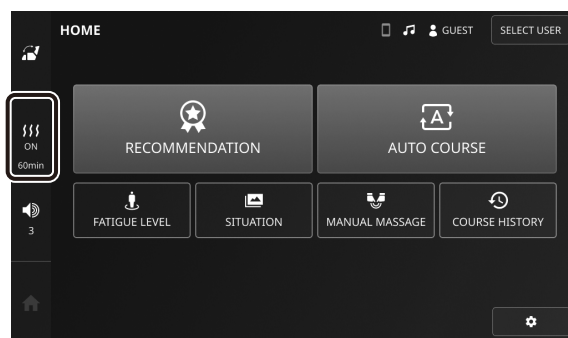 HOME
GUEST
SELECT USER
ON
60min
3
RECOMMENDATION
AUTO COURSE
A
FATIGUE LEVEL
SITUATION
MANUAL MASSAGE
COURSE HISTORY